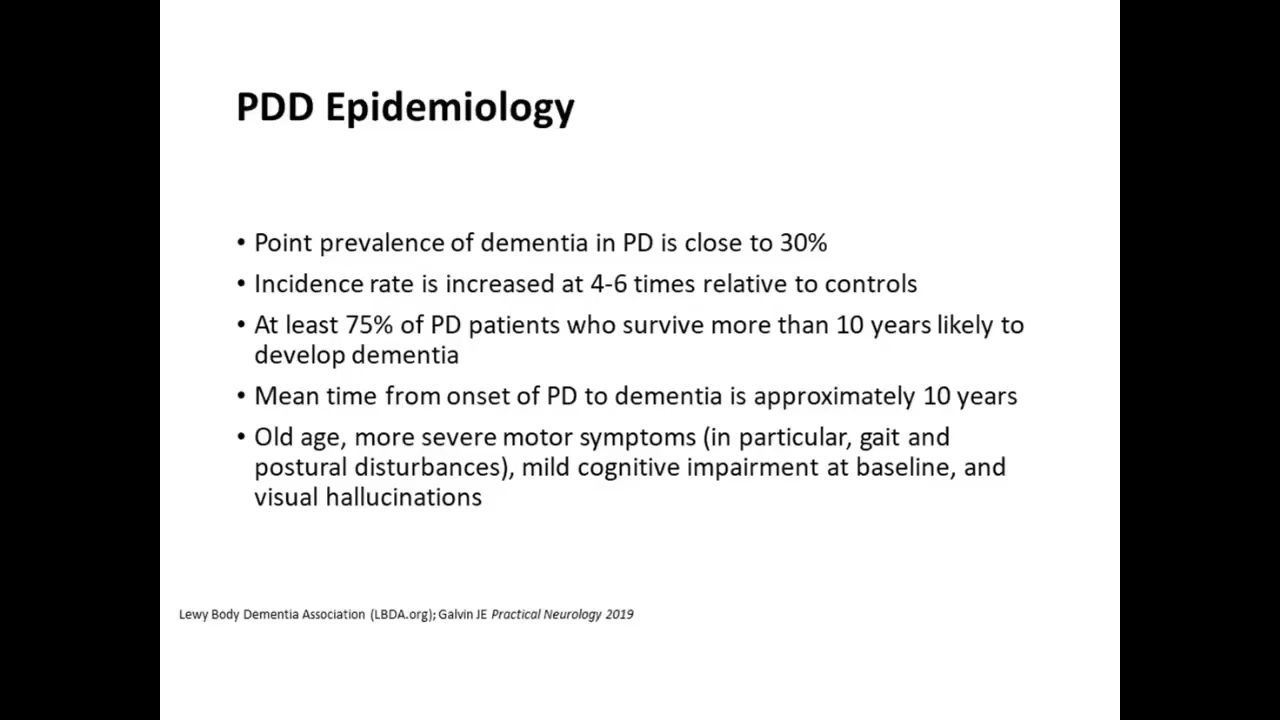 PDD Epidemiology
• Point prevalence of dementia in PD is close to 30%
• Incidence rate is increased at 4-6 times relative to controls
• At least 75% of PD patients who survive more than 10 years likely to
develop dementia
• Mean time from onset of PD to dementia is approximately 10 years
• Old age, more severe motor symptoms (in particular, gait and
postural disturbances), mild cognitive impairment at baseline, and
visual hallucinations
Lewy Body Dementia Association (LBDA.org); Galvin JE Practical Neurology 2019